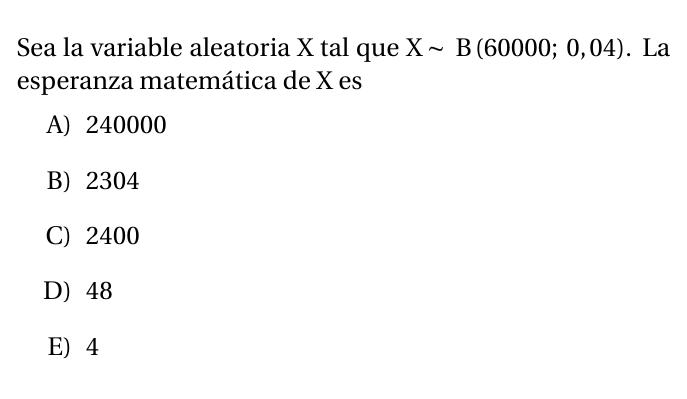 Sea la variable aleatoria X tal que X ~ B (60000; 0,04). La
esperanza matemática de X es
A) 240000
B) 2304
C) 2400
D) 48
E) 4